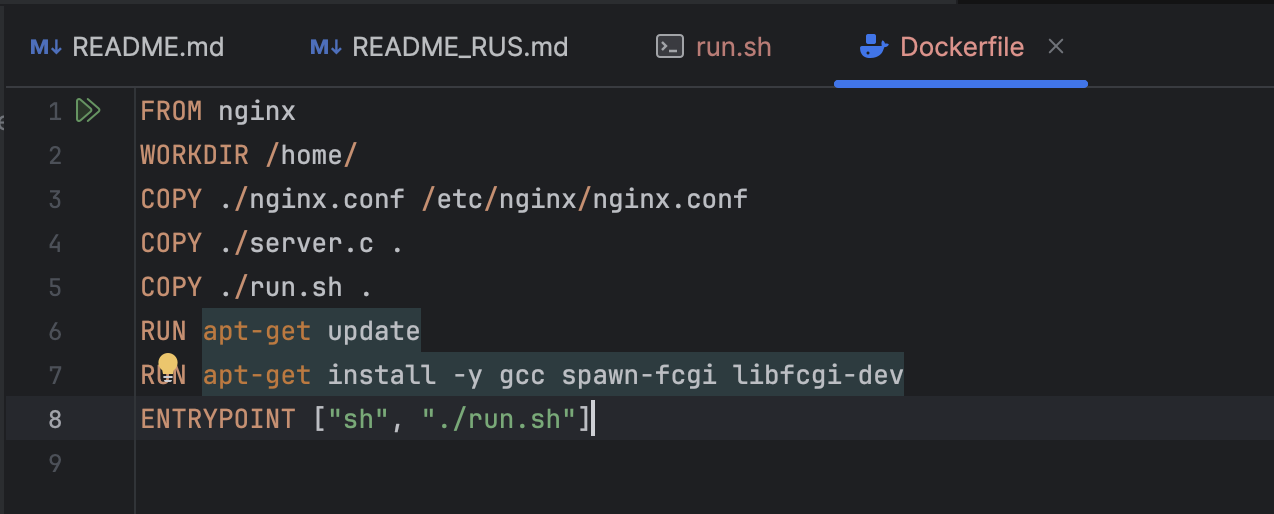 README.md README_RUS.md run.sh Dockerfile
1 FROM nginx
2 WORKDIR /home/
3 COPY ./nginx.conf /etc/nginx/nginx.conf
4 COPY ./server.c .
5 COPY ./run.sh .
6 RUN apt-get update
7 RUN apt-get install -y gcc spawn-fcgi libfcgi-dev
8 ENTRYPOINT ["sh", "./run.sh"]
9